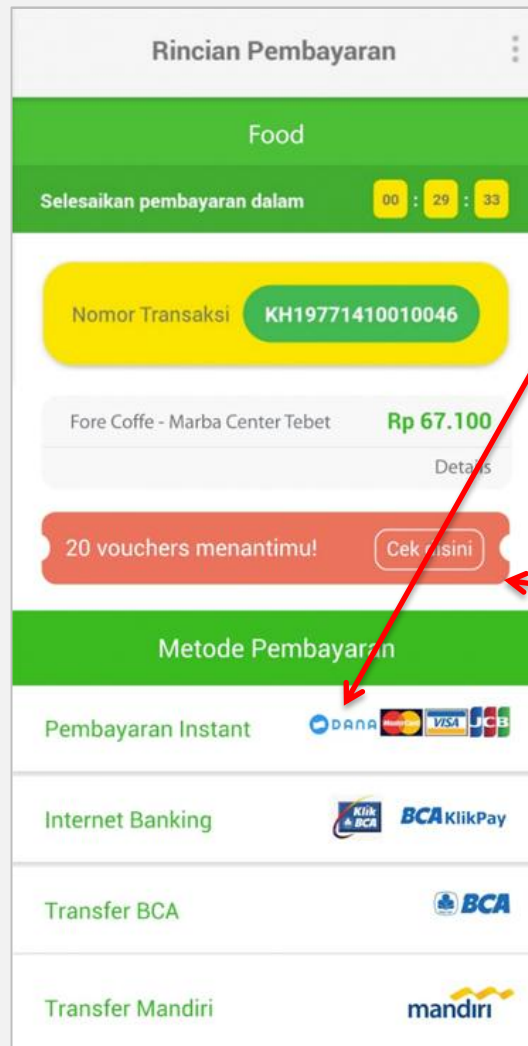 Rincian Pembayaran
Food
Selesaikan pembayaran dalam 00 : 29 : 33
Nomor Transaksi KH19771410010046
Fore Coffe - Marba Center Tebet Rp 67.100
Details
20 vouchers menantimu! Cek disini
Metode Pembayaran
Pembayaran Instant DANA MasterCard VISA JCB
Internet Banking Klik & BCA BCA KlikPay
Transfer BCA BCA
Transfer Mandiri mandiri